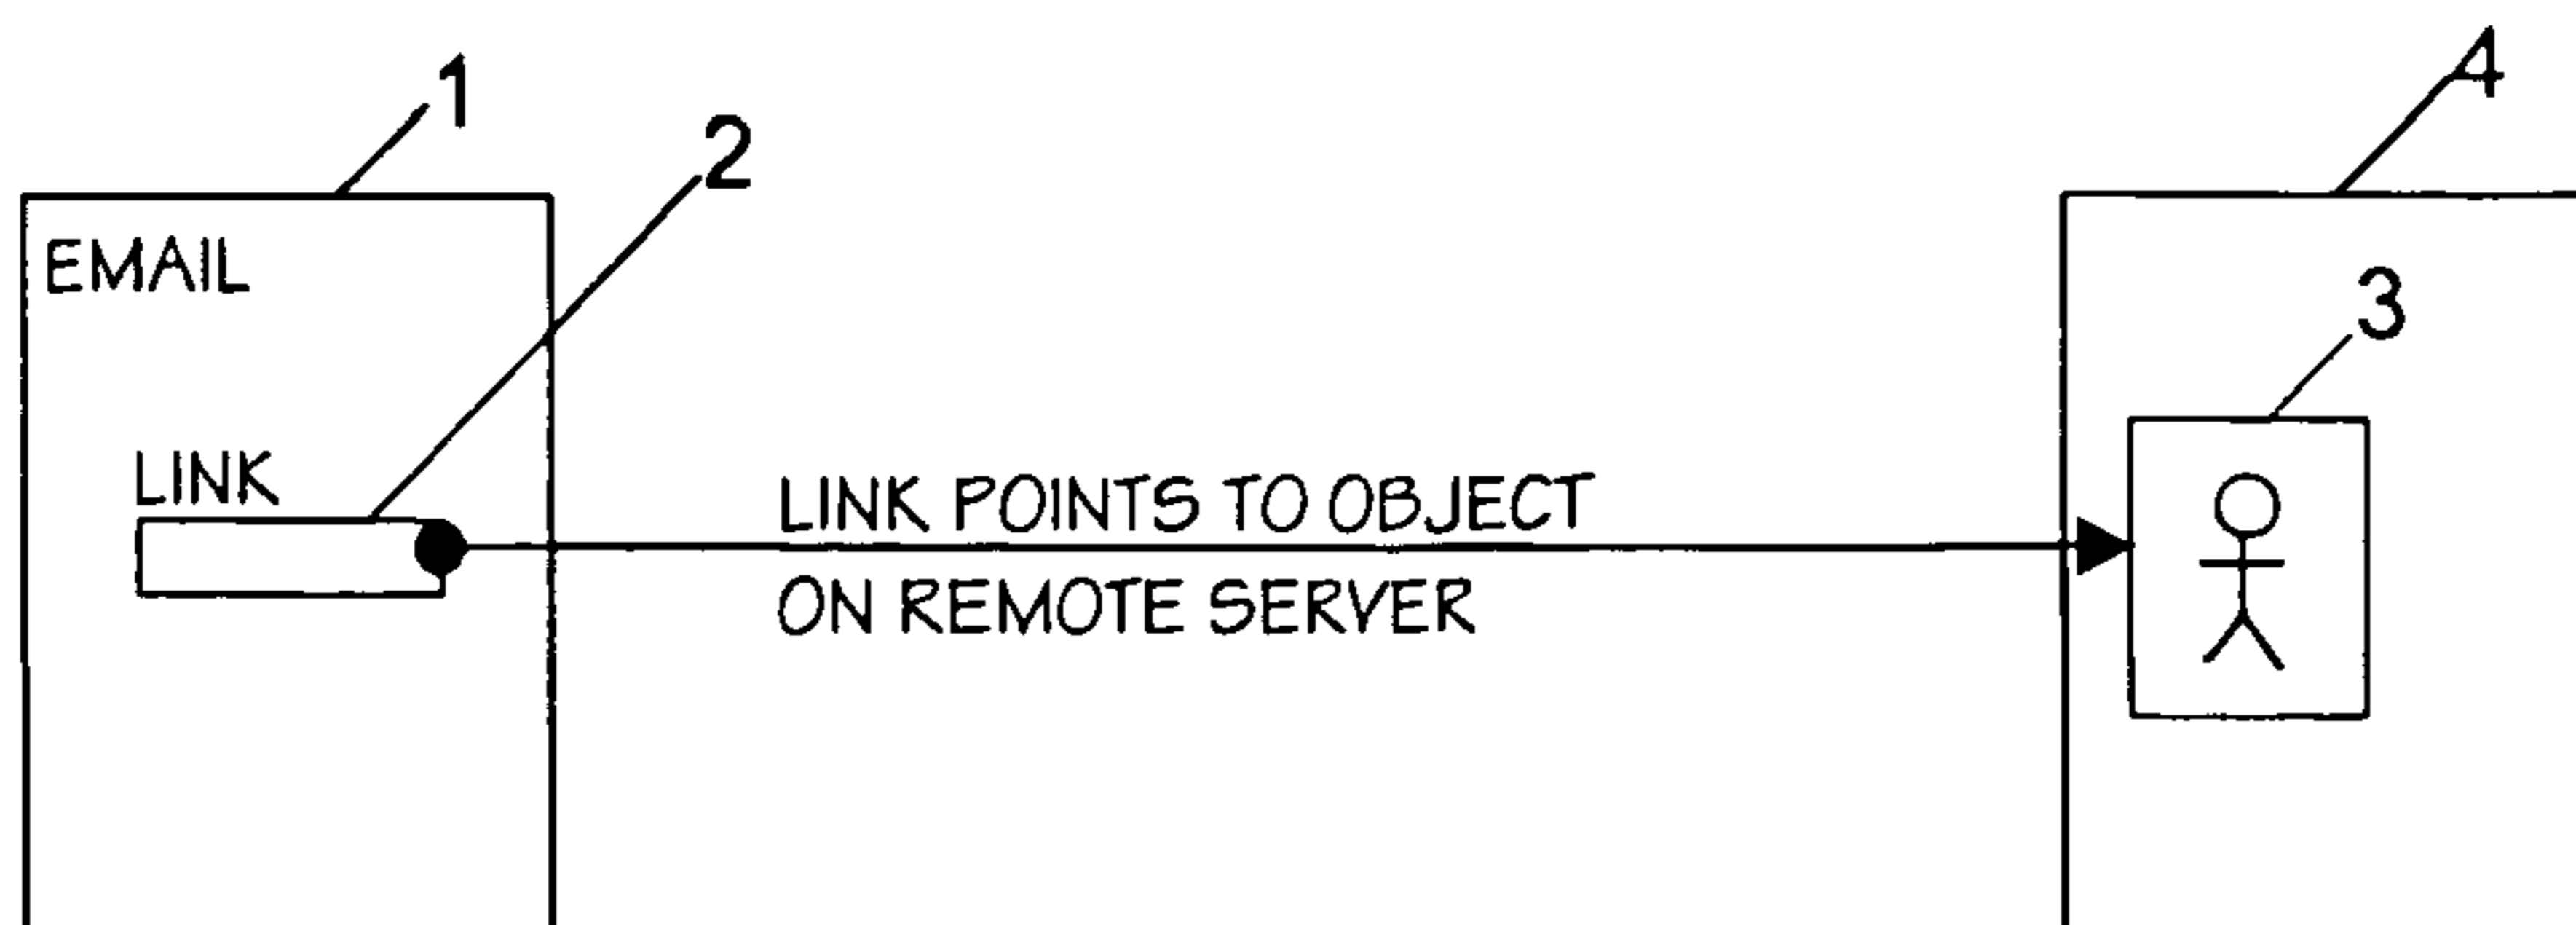 1
4
2
EMAIL
3
LINK
LINK POINTS TO OBJECT
ON REMOTE SERVER